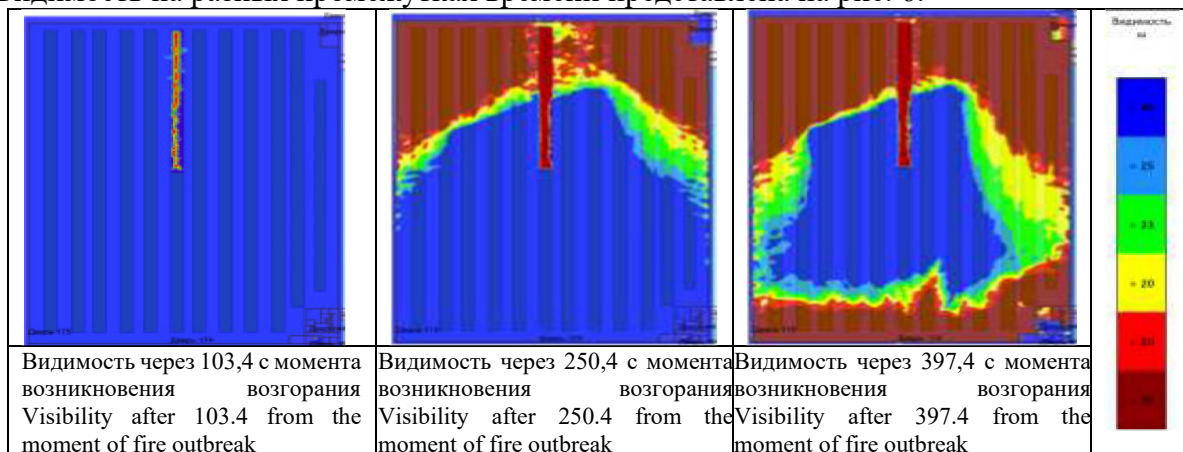 Видимость на разных промежутках времени представлена на рис. 6.
Видимость
м
= 25
= 20
Дверь 115
Видимость через 103,4 с момента
возникновения возгорания
Visibility after 103.4 from the
moment of fire outbreak
Видимость через 250,4 с момента
возникновения возгорания
Visibility after 250.4 from the
moment of fire outbreak
Видимость через 397,4 с момента
возникновения возгорания
Visibility after 397.4 from the
moment of fire outbreak